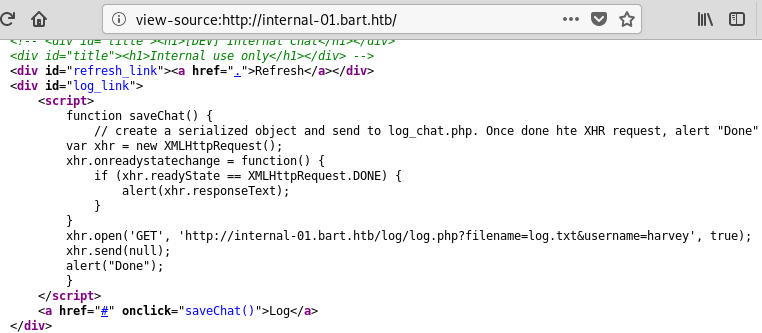 view-source:http://internal-01.bart.htb/
<!-- <div id="title"><h1>[DEV] Internal Chat</h1></div>
<div id="title"><h1>Internal use only</h1></div> -->
<div id="refresh_link"><a href=".">Refresh</a></div>
<div id="log_link">
<script>
function saveChat() {
// create a serialized object and send to log_chat.php. Once done hte XHR request, alert "Done"
var xhr = new XMLHttpRequest();
xhr.onreadystatechange = function() {
if (xhr.readyState == XMLHttpRequest.DONE) {
alert(xhr.responseText);
}
}
xhr.open('GET', 'http://internal-01.bart.htb/log/log.php?filename=log.txt&username=harvey', true);
xhr.send(null);
alert("Done");
}
</script>
<a href="#" onclick="saveChat()">Log</a>
</div>